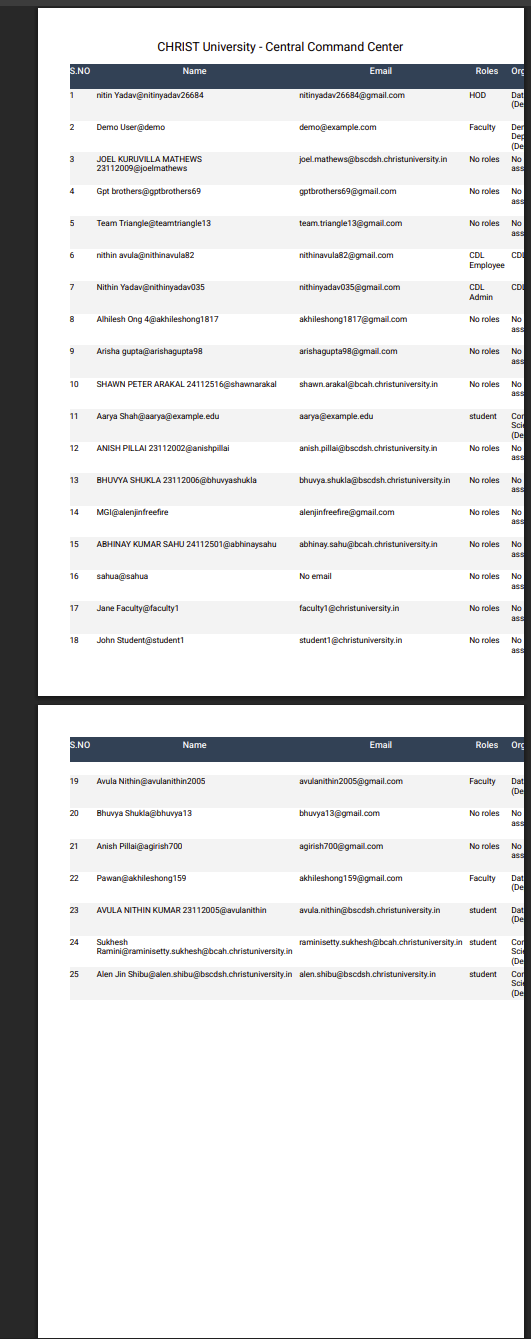 CHRIST University - Central Command Center
S.NO Name Email Roles Org
1 nitin Yadav@nitinyadav26684 nitinyadav26684@gmail.com HOD Dat
(De
2 Demo User@demo demo@example.com Faculty Der
Dep
(De
3 JOEL KURUVILLA MATHEWS joel.mathews@bscdsh.christuniversity.in No roles No
23112009@joelmathews ass
4 Gpt brothers@gptbrothers69 gptbrothers69@gmail.com No roles No
ass
5 Team Triangle@teamtriangle13 team.triangle13@gmail.com No roles No
ass
6 nithin avula@nithinavula82 nithinavula82@gmail.com CDL CDL
Employee
7 Nithin Yadav@nithinyadav035 nithinyadav035@gmail.com CDL CDL
Admin
8 Alhilesh Ong 4@akhileshong1817 akhileshong1817@gmail.com No roles No
ass
9 Arisha gupta@arishagupta98 arishagupta98@gmail.com No roles No
ass
10 SHAWN PETER ARAKAL 24112516@shawnarakal shawn.arakal@bcah.christuniversity.in No roles No
ass
11 Aarya Shah@aarya@example.edu aarya@example.edu student Cor
Scie
(De
12 ANISH PILLAI 23112002@anishpillai anish.pillai@bscdsh.christuniversity.in No roles No
ass
13 BHUVYA SHUKLA 23112006@bhuvyashukla bhuvya.shukla@bscdsh.christuniversity.in No roles No
ass
14 MGI@alenjinfreefire alenjinfreefire@gmail.com No roles No
ass
15 ABHINAY KUMAR SAHU 24112501@abhinaysahu abhinay.sahu@bcah.christuniversity.in No roles No
ass
16 sahua@sahua No email No roles No
ass
17 Jane Faculty@faculty1 faculty1@christuniversity.in No roles No
ass
18 John Student@student1 student1@christuniversity.in No roles No
ass
S.NO Name Email Roles Org
19 Avula Nithin@avulanithin2005 avulanithin2005@gmail.com Faculty Dat
(De
20 Bhuvya Shukla@bhuvya13 bhuvya13@gmail.com No roles No
ass
21 Anish Pillai@agirish700 agirish700@gmail.com No roles No
ass
22 Pawan@akhileshong159 akhileshong159@gmail.com Faculty Dat
(De
23 AVULA NITHIN KUMAR 23112005@avulanithin avula.nithin@bscdsh.christuniversity.in student Dat
(De
24 Sukhesh raminisetty.sukhesh@bcah.christuniversity.in student Cor
Ramini@raminisetty.sukhesh@bcah.christuniversity.in Scie
(De
25 Alen Jin Shibu@alen.shibu@bscdsh.christuniversity.in alen.shibu@bscdsh.christuniversity.in student Cor
Scie
(De